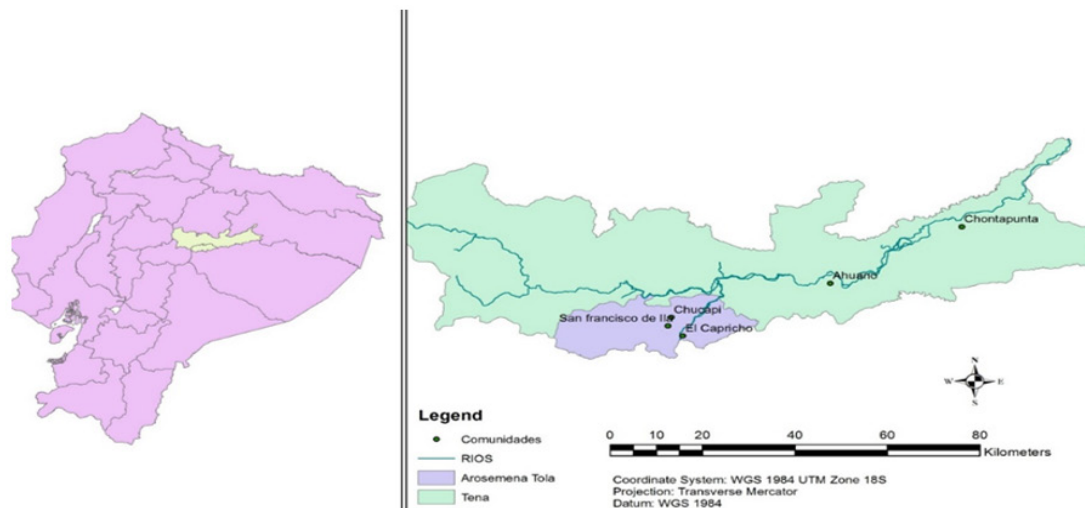 Chontapunta
Ahuano
Chucapi
San francisco de Ila
El Capricho
N
W E
S
Legend
Comunidades
RIOS
Arosemena Tola
Tena
0 10 20 40 60 80
Kilometers
Coordinate System: WGS 1984 UTM Zone 18S
Projection: Transverse Mercator
Datum: WGS 1984